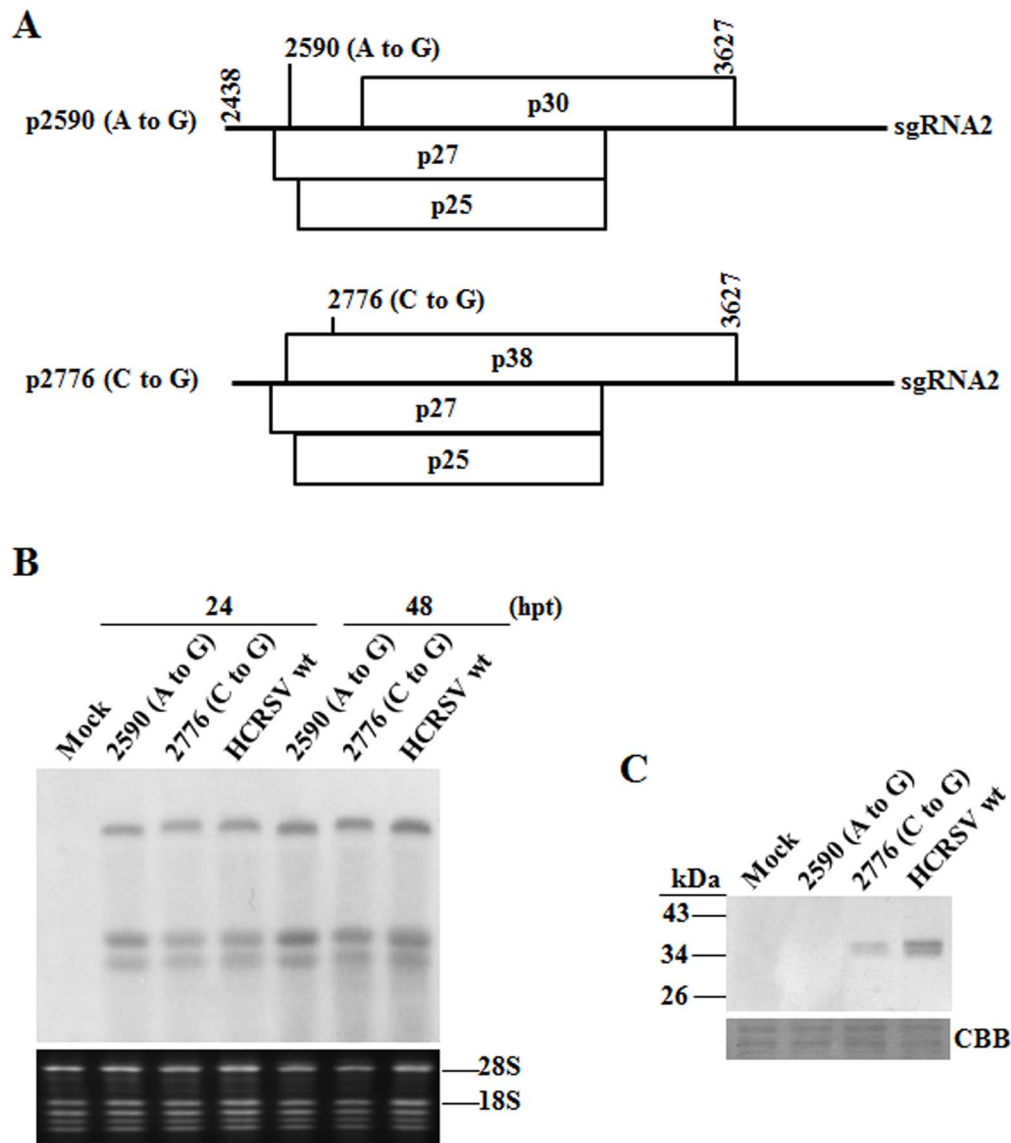 A
2590 (A to G)
2438
3627
p2590 (A to G)
p30
sgRNA2
p27
p25
2776 (C to G)
3627
p2776 (C to G)
p38
sgRNA2
p27
p25
B
24
48
(hpt)
Mock
2590 (A to G)
2776 (C to G)
HCRSV wt
2590 (A to G)
2776 (C to G)
HCRSV wt
28S
18S
C
kDa
Mock
2590 (A to G)
2776 (C to G)
HCRSV wt
43
34
26
CBB